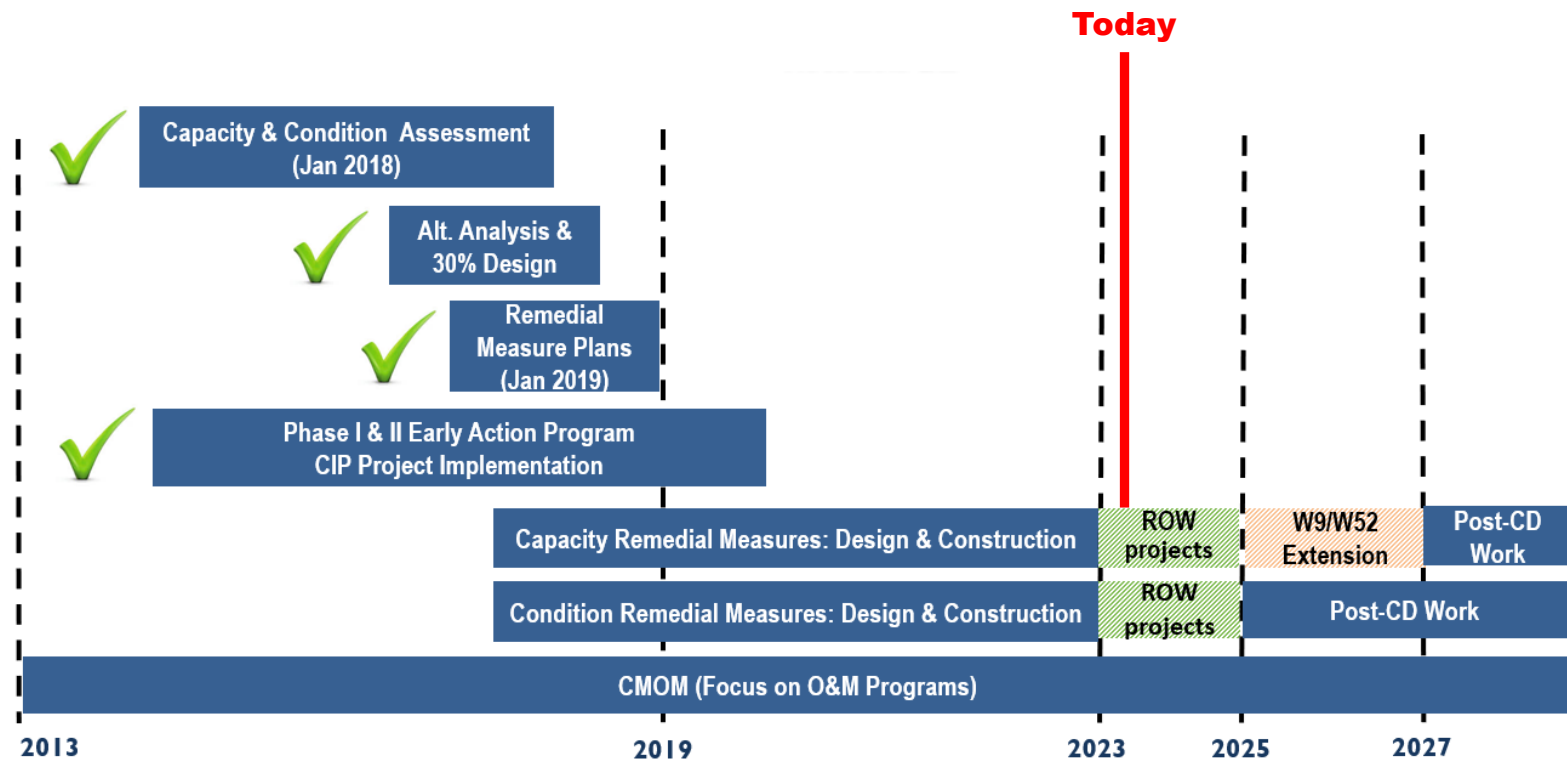 Today
Capacity & Condition Assessment
(Jan 2018)
Alt. Analysis &
30% Design
Remedial
Measure Plans
(Jan 2019)
Phase I & II Early Action Program
CIP Project Implementation
Capacity Remedial Measures: Design & Construction
ROW
projects
W9/W52
Extension
Post-CD
Work
Condition Remedial Measures: Design & Construction
ROW
projects
Post-CD Work
CMOM (Focus on O&M Programs)
2013
2019
2023
2025
2027